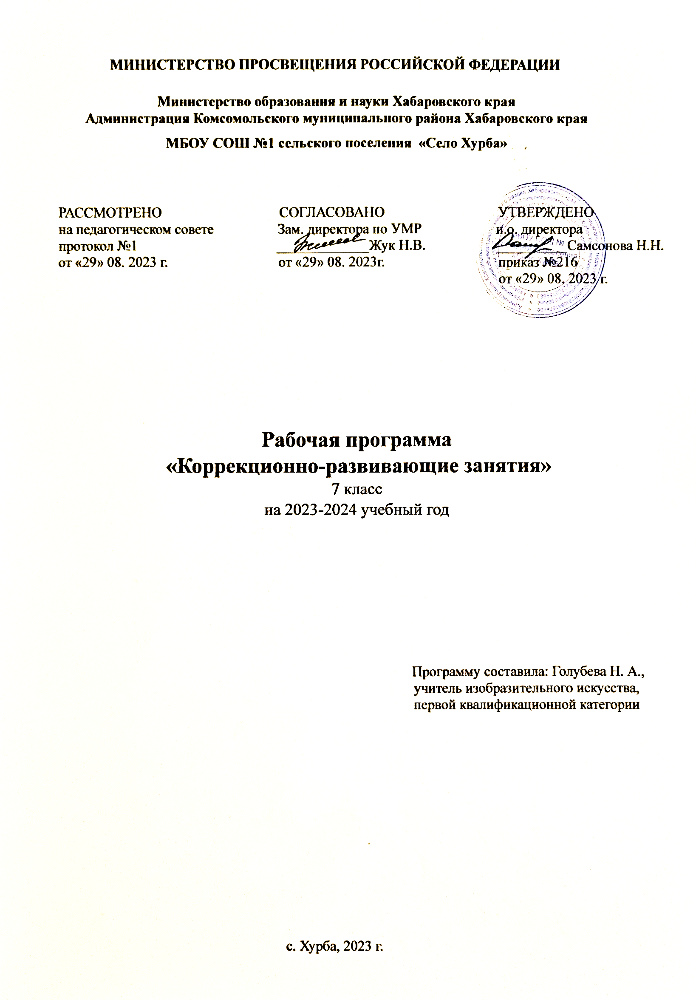 МИНИСТЕРСТВО ПРОСВЕЩЕНИЯ РОССИЙСКОЙ ФЕДЕРАЦИИ
Министерство образования и науки Хабаровского края
Администрация Комсомольского муниципального района Хабаровского края
МБОУ СОШ №1 сельского поселения «Село Хурба»
РАССМОТРЕНО
на педагогическом совете
протокол №1
от «29» 08. 2023 г.
СОГЛАСОВАНО
Зам. директора по УМР
Жук Н.В.
от «29» 08. 2023г.
УТВЕРЖДЕНО
и.о. директора
Самсонова Н.Н.
приказ №216
от «29» 08. 2023 г.
Рабочая программа
«Коррекционно-развивающие занятия»
7 класс
на 2023-2024 учебный год
Программу составила: Голубева Н. А.,
учитель изобразительного искусства,
первой квалификационной категории
с. Хурба, 2023 г.